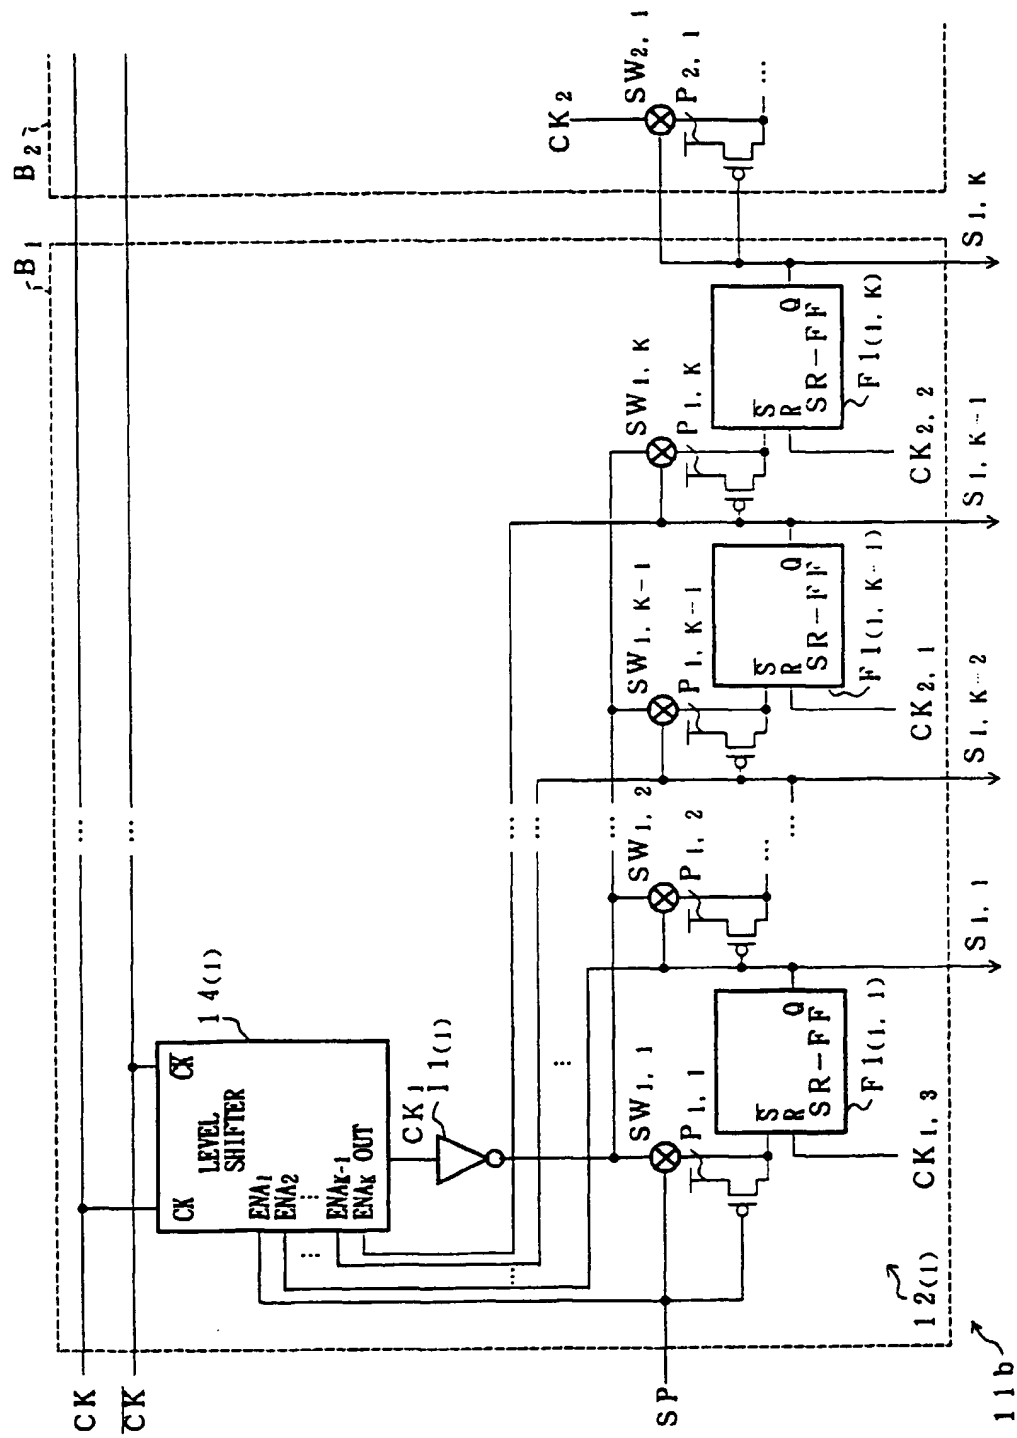 CK
C̅K̅
B1
B2
14(1)
LEVEL
SHIFTER
CK
C̅K̅
ENA1
ENA2
...
ENAK-1
ENAK
OUT
CK1
I1(1)
SP
SW1, 1
P1, 1
S̅
R
Q
SR-FF
F1(1, 1)
CK1, 3
S1, 1
SW1, 2
P1, 2
...
S1, K-2
SW1, K-1
P1, K-1
S̅
R
Q
SR-FF
F1(1, K-1)
CK2, 1
S1, K-1
SW1, K
P1, K
S̅
R
Q
SR-FF
F1(1, K)
CK2, 2
S1, K
CK2
SW2, 1
P2, 1
...
12(1)
11b